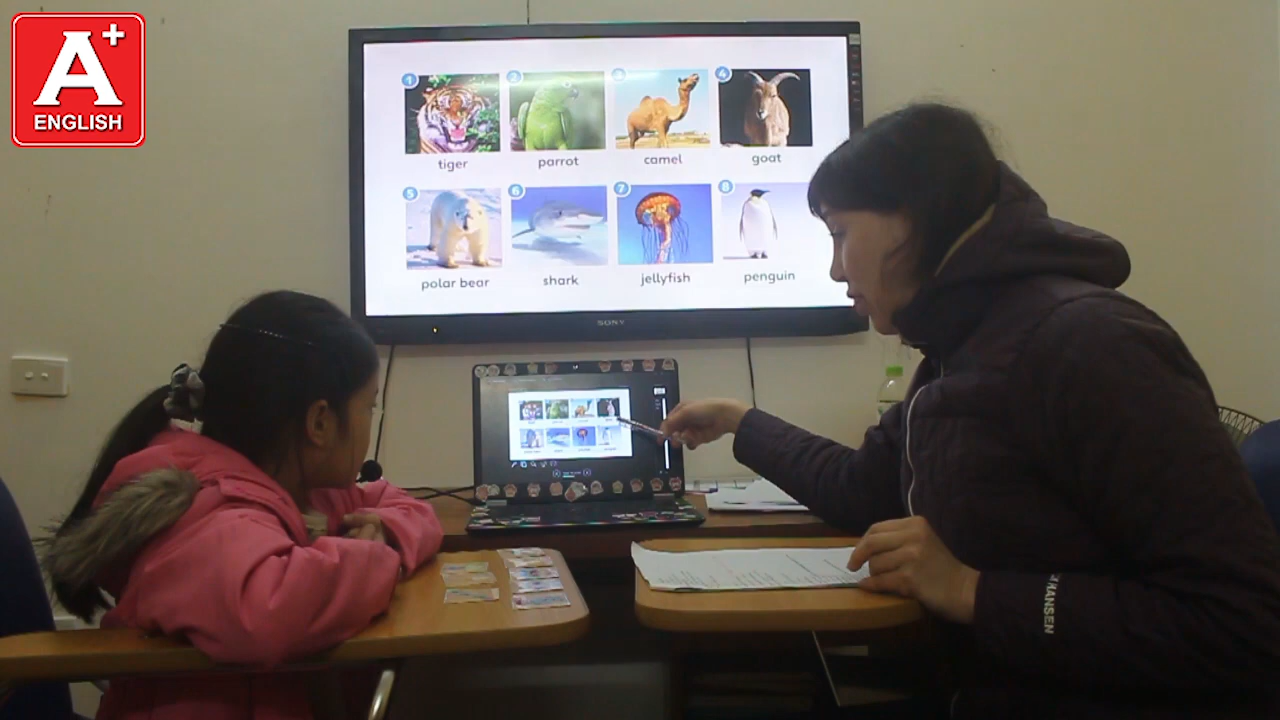 A+
ENGLISH
1
2
3
4
tiger
parrot
camel
goat
5
6
7
8
polar bear
shark
jellyfish
penguin
SONY
HANSEN